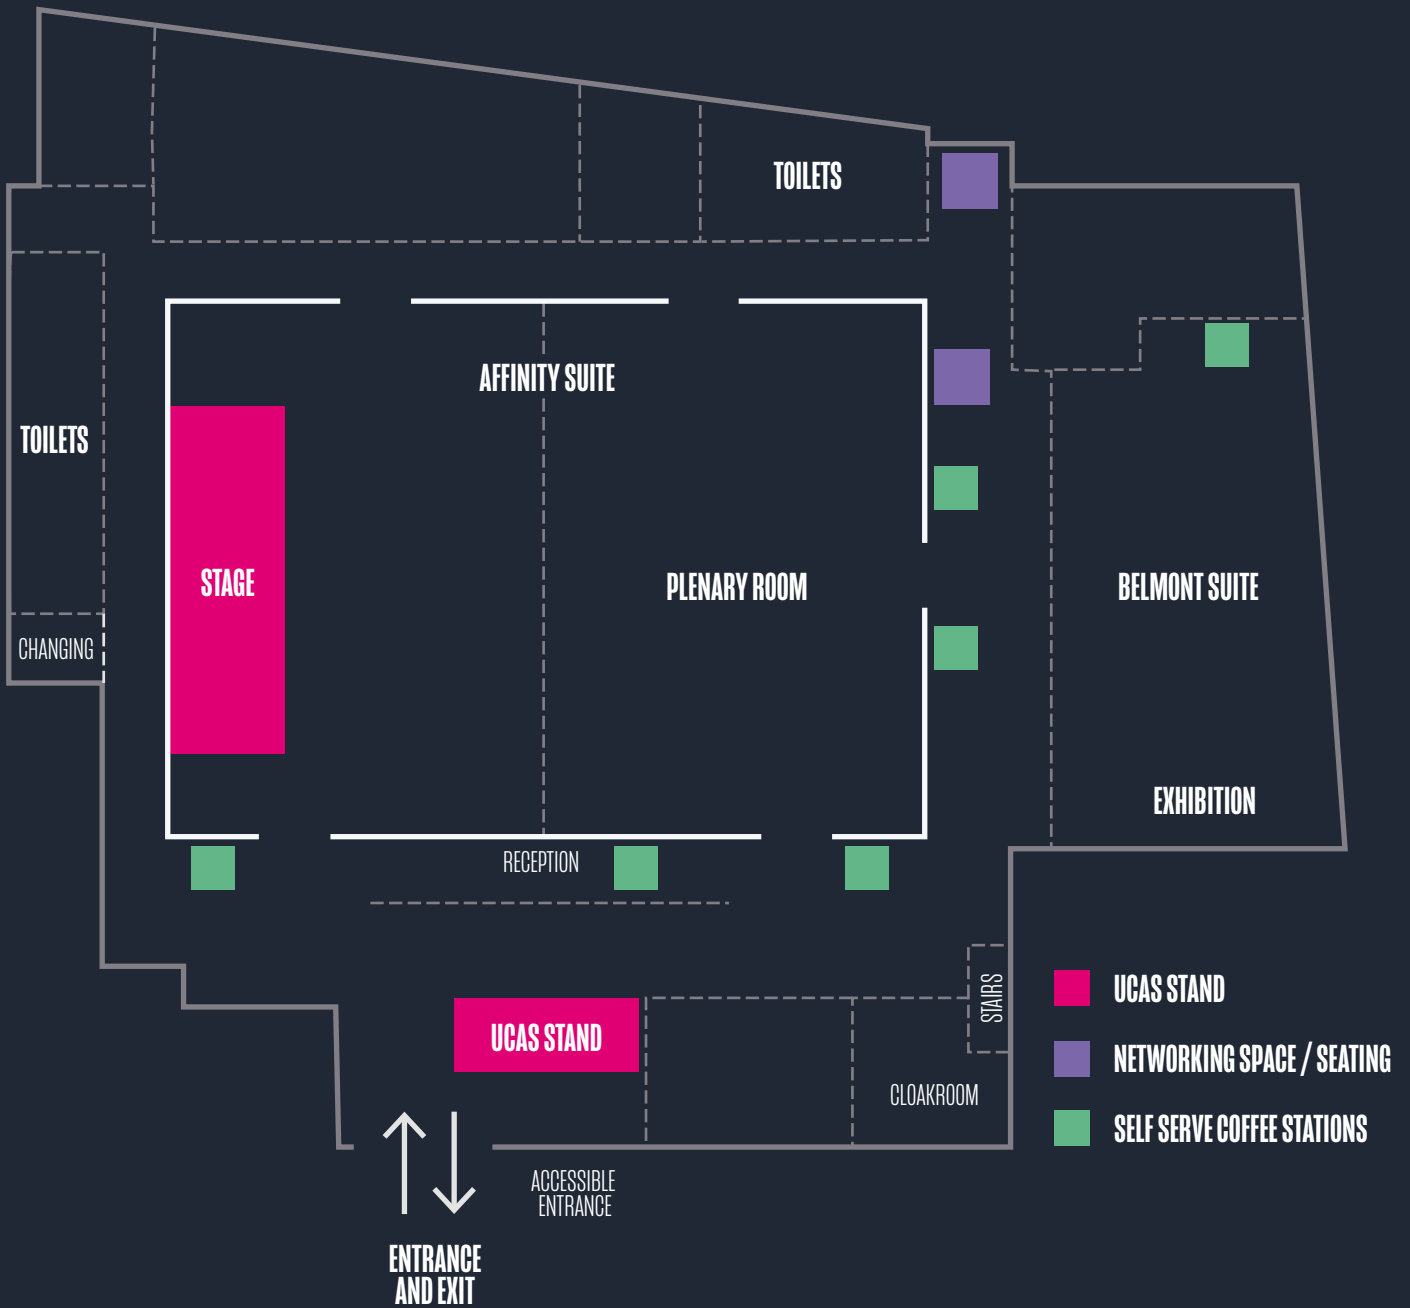 TOILETS
AFFINITY SUITE
TOILETS
STAGE
PLENARY ROOM
BELMONT SUITE
CHANGING
EXHIBITION
RECEPTION
STAIRS
UCAS STAND
UCAS STAND
NETWORKING SPACE / SEATING
CLOAKROOM
SELF SERVE COFFEE STATIONS
ACCESSIBLE
ENTRANCE
ENTRANCE
AND EXIT